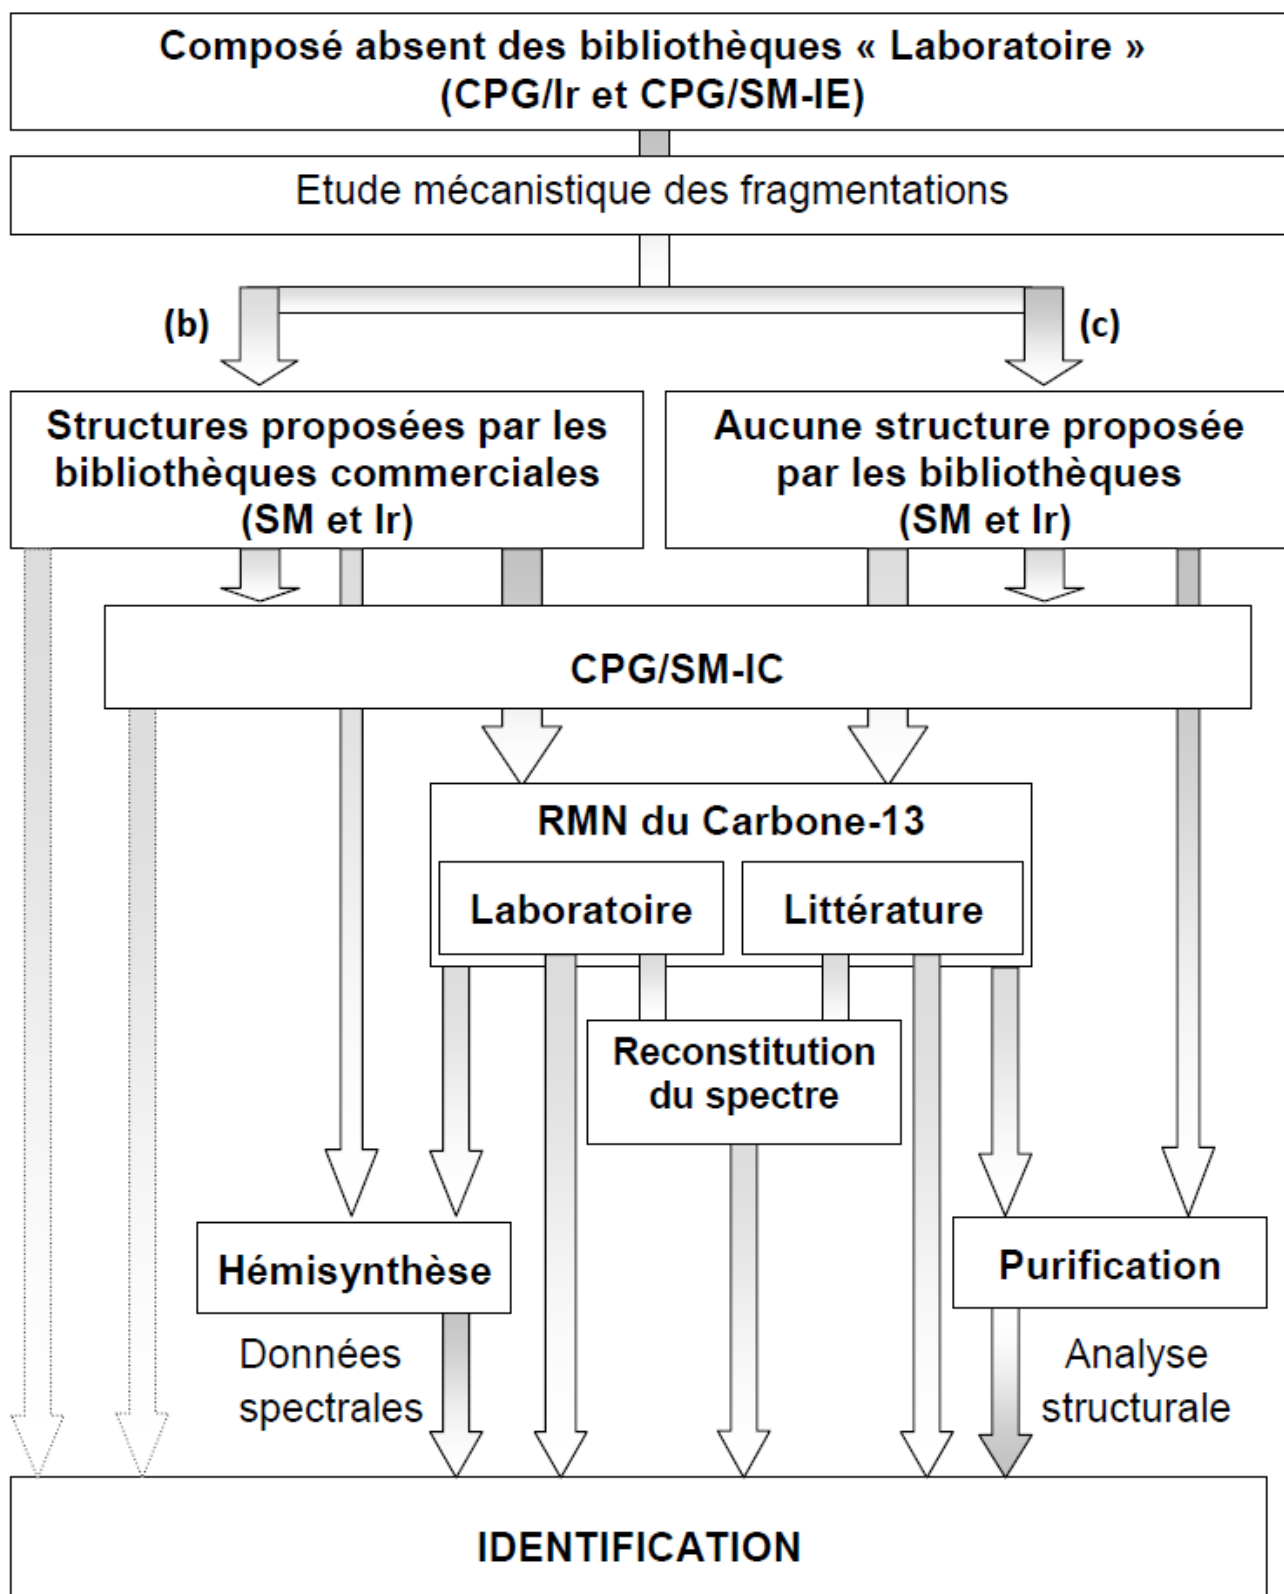 Composé absent des bibliothèques « Laboratoire »
(CPG/Ir et CPG/SM-IE)
Etude mécanistique des fragmentations
(b)
(c)
Structures proposées par les
bibliothèques commerciales
(SM et Ir)
Aucune structure proposée
par les bibliothèques
(SM et Ir)
CPG/SM-IC
RMN du Carbone-13
Laboratoire
Littérature
Reconstitution
du spectre
Hémisynthèse
Purification
Données
spectrales
Analyse
structurale
IDENTIFICATION